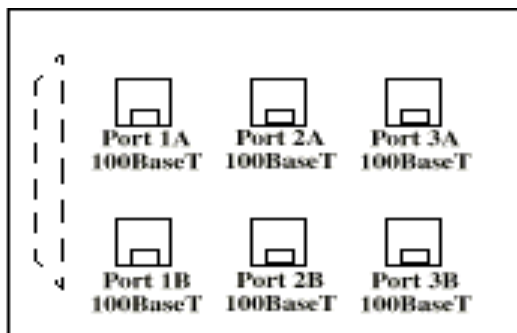 Port 1A Port 2A Port 3A
100BaseT 100BaseT 100BaseT
Port 1B Port 2B Port 3B
100BaseT 100BaseT 100BaseT